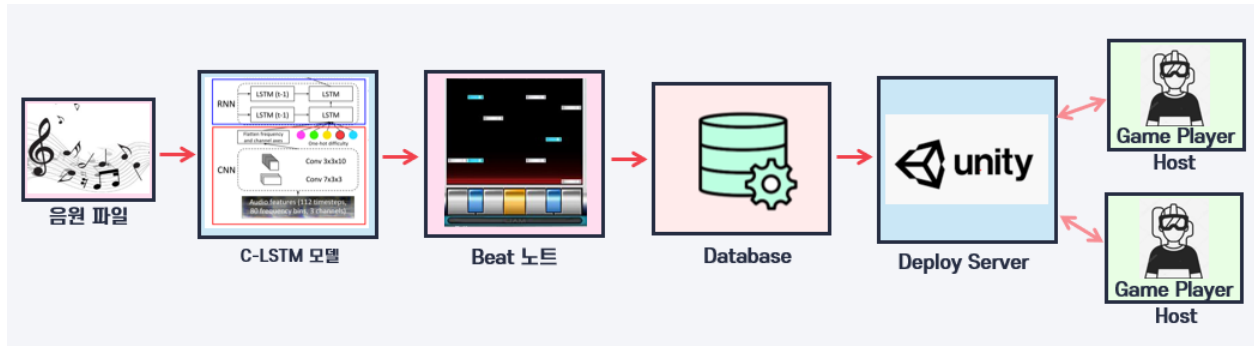 음원 파일
RNN
LSTM (t-1)
LSTM
LSTM (t-1)
LSTM
Flatten frequency
and channel axes
One-hot difficulty
CNN
Conv 3x3x10
Conv 7x3x3
Audio features (112 timesteps,
80 frequency bins, 3 channels)
C-LSTM 모델
Beat 노트
Database
unity
Deploy Server
Game Player
Host
Game Player
Host